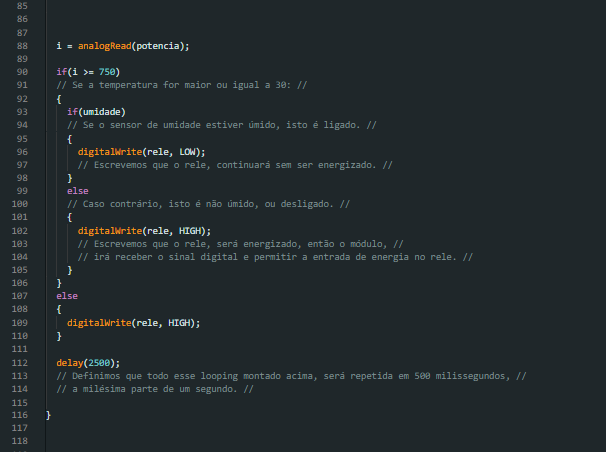 85
86
87
88 i = analogRead(potencia);
89
90 if(i >= 750)
91 // Se a temperatura for maior ou igual a 30: //
92 {
93 if(umidade)
94 // Se o sensor de umidade estiver úmido, isto é ligado. //
95 {
96 digitalWrite(rele, LOW);
97 // Escrevemos que o rele, continuará sem ser energizado. //
98 }
99 else
100 // Caso contrário, isto é não úmido, ou desligado. //
101 {
102 digitalWrite(rele, HIGH);
103 // Escrevemos que o rele, será energizado, então o módulo, //
104 // irá receber o sinal digital e permitir a entrada de energia no rele. //
105 }
106 }
107 else
108 {
109 digitalWrite(rele, HIGH);
110 }
111
112 delay(2500);
113 // Definimos que todo esse looping montado acima, será repetida em 500 milissegundos, //
114 // a milésima parte de um segundo. //
115
116 }
117
118